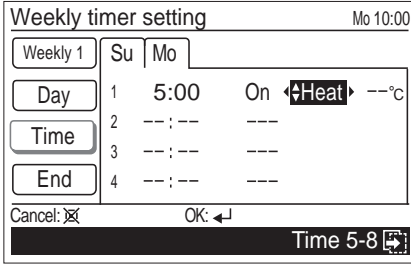 Weekly timer setting Mo 10:00
Weekly 1 Su Mo
Day 1 5:00 On Heat --°C
2 --:-- ---
Time
3 --:-- ---
End 4 --:-- ---
Cancel: OK:
Time 5-8